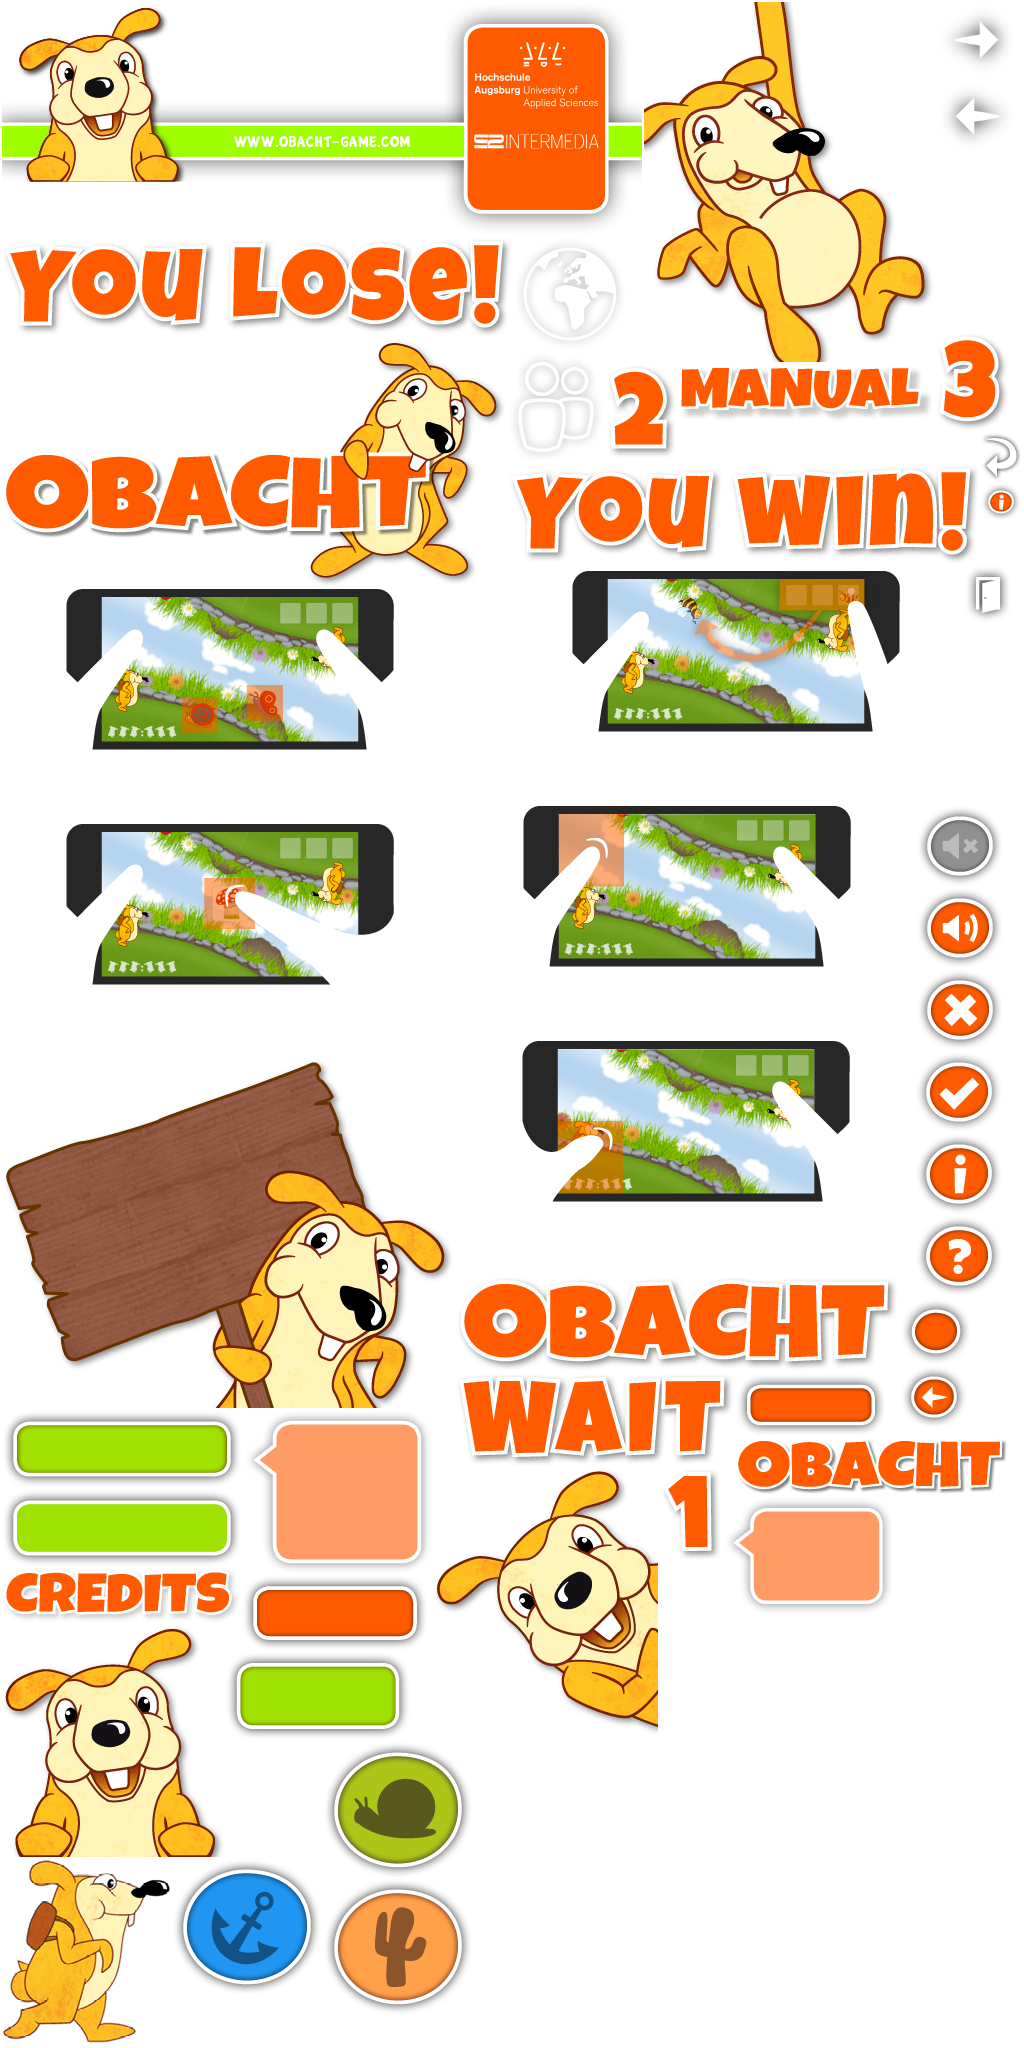 WWW.OBACHT-GAME.COM
Hochschule
Augsburg University of
Applied Sciences
INTERMEDIA
YOU LOSE!
2 MANUAL 3
OBACHT
YOU WIN!
OBACHT
WAIT
OBACHT
1
CREDITS